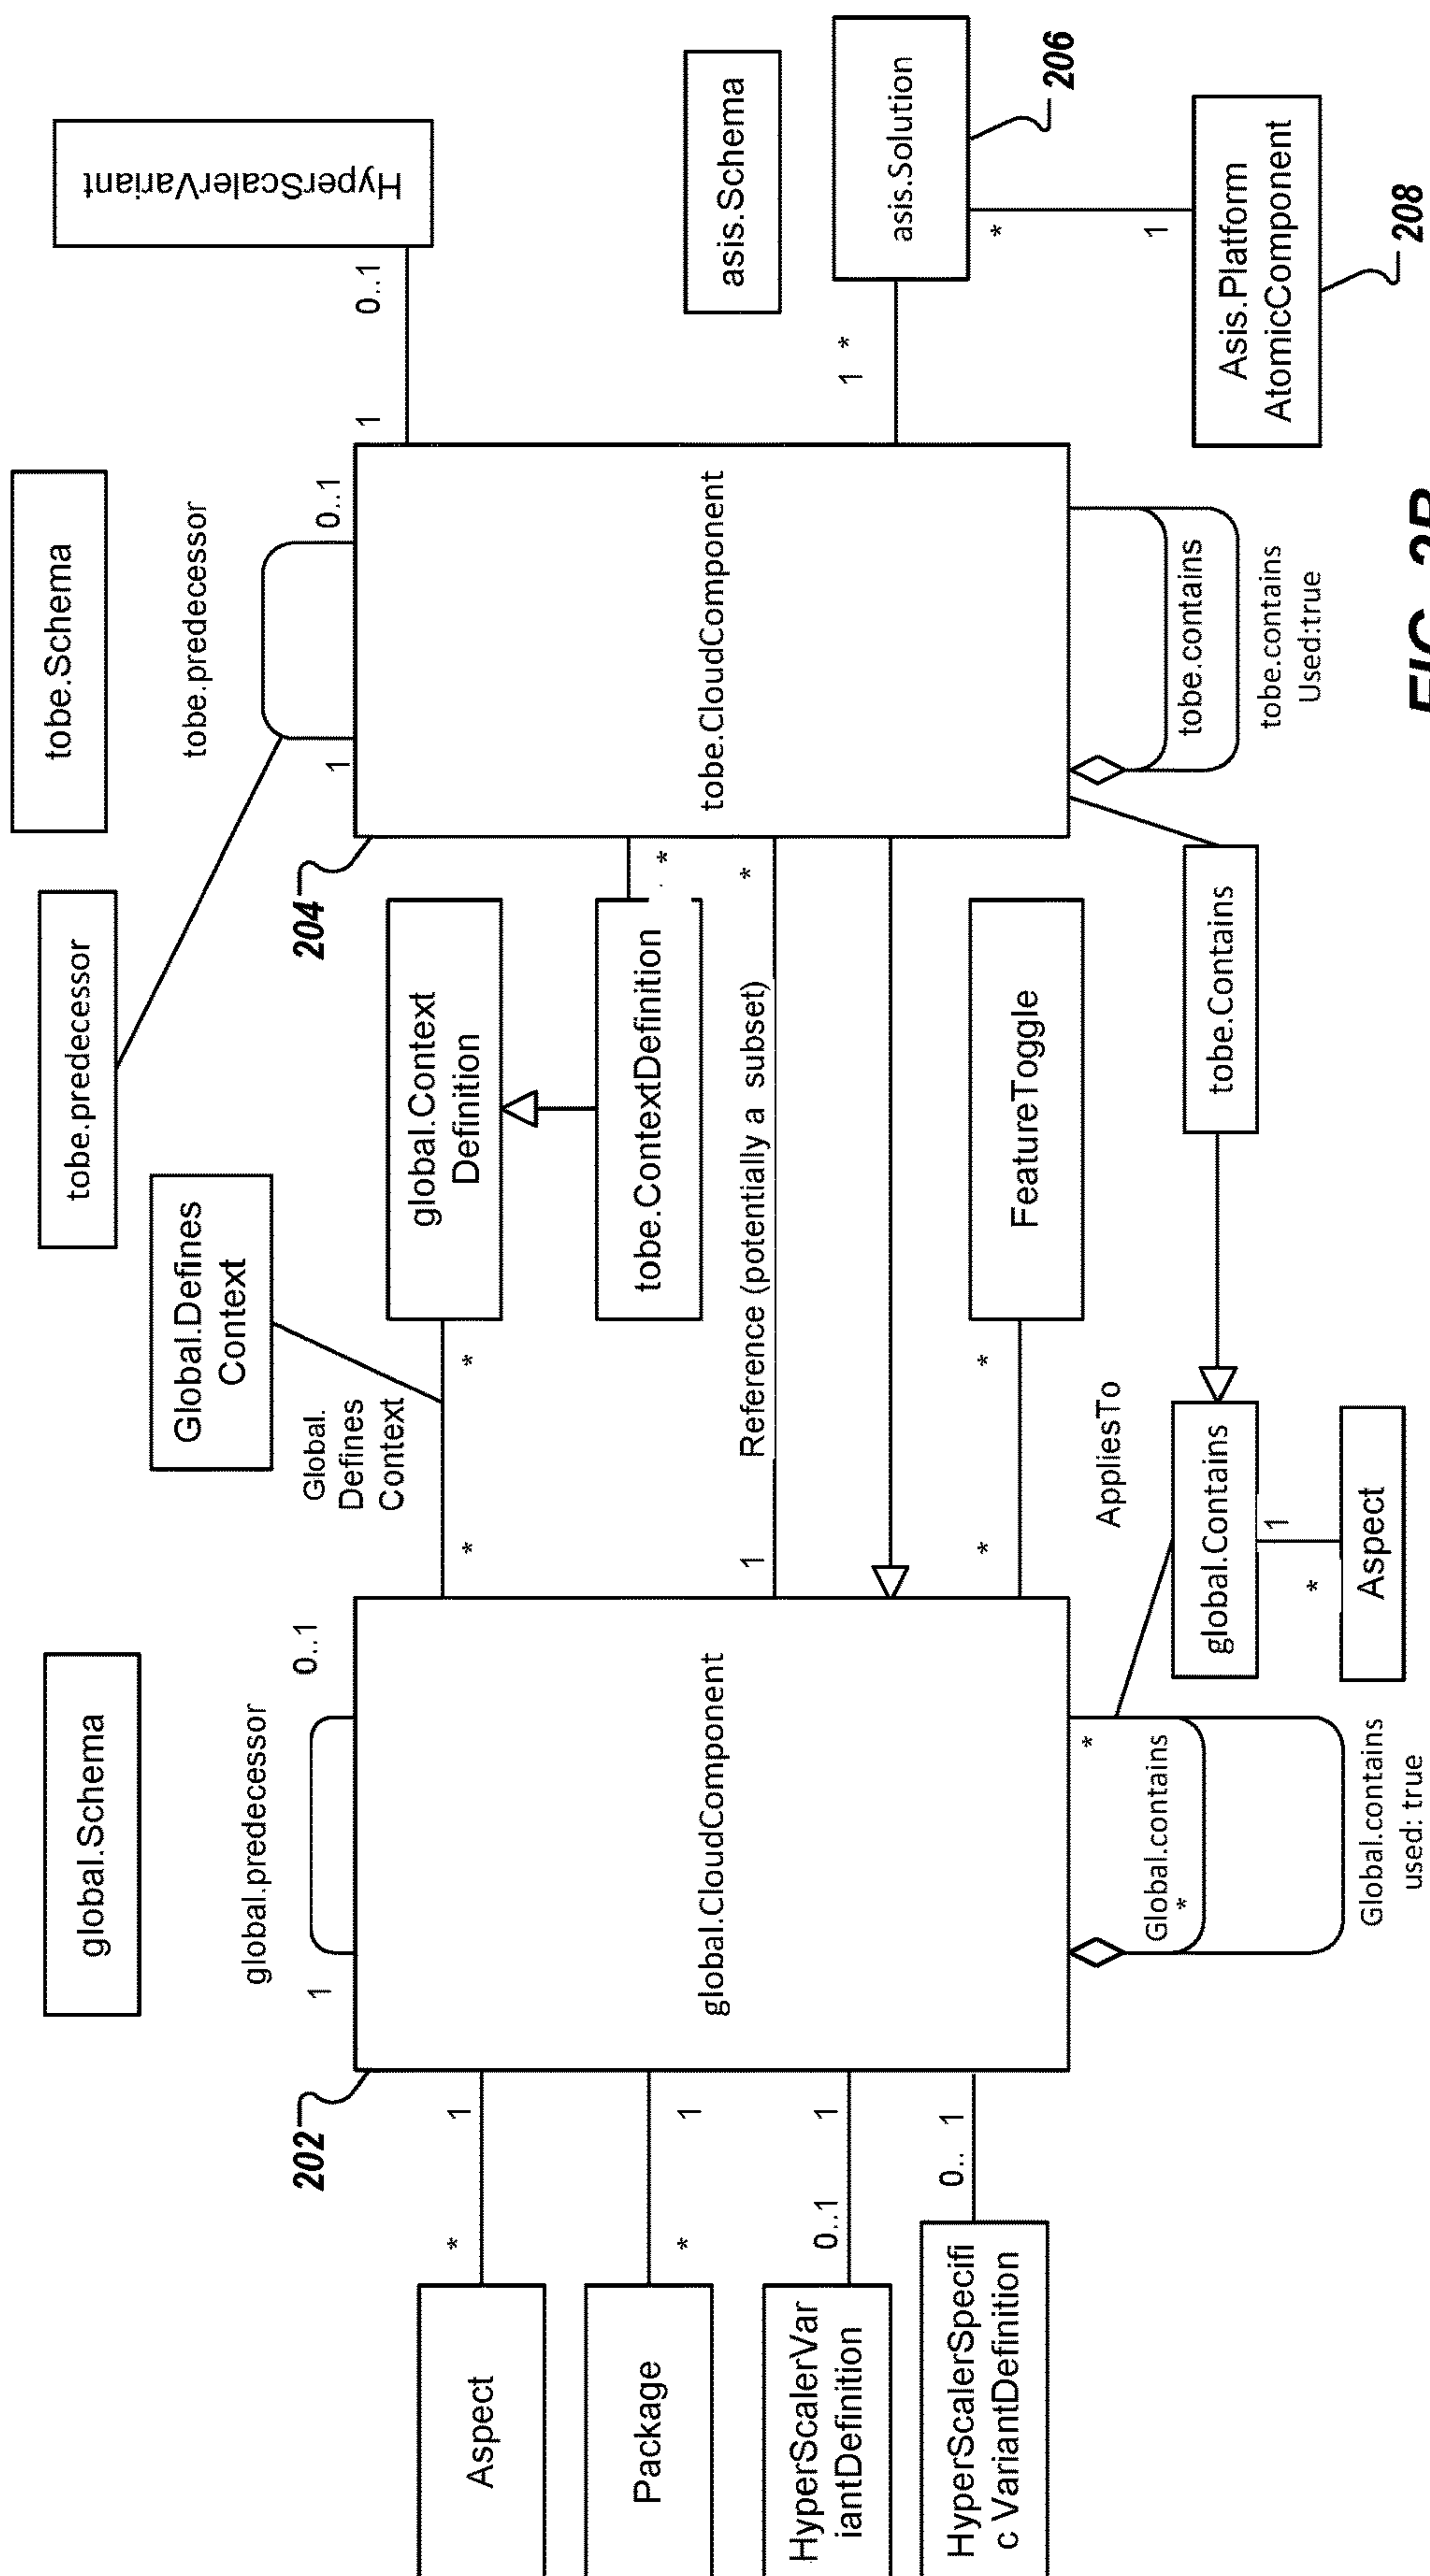 global.Schema
tobe.Schema
tobe.predecessor
Global.Defines
Context
global.predecessor
tobe.predecessor
1
0..1
1
0..1
202
204
Global.
Defines
Context
global.Context
Definition
*
*
HyperScalerVariant
1
0..1
Aspect
*
1
Package
*
1
HyperScalerVar
iantDefinition
0..1
1
HyperScalerSpecifi
c VariantDefinition
0..
1
global.CloudComponent
tobe.ContextDefinition
*
Reference (potentially a subset)
1
*
tobe.CloudComponent
FeatureToggle
*
*
asis.Schema
asis.Solution
1
*
206
*
1
Asis.Platform
AtomicComponent
208
AppliesTo
Global.contains
*
*
Global.contains
used: true
global.Contains
1
*
Aspect
tobe.Contains
tobe.contains
tobe.contains
Used:true
FIG